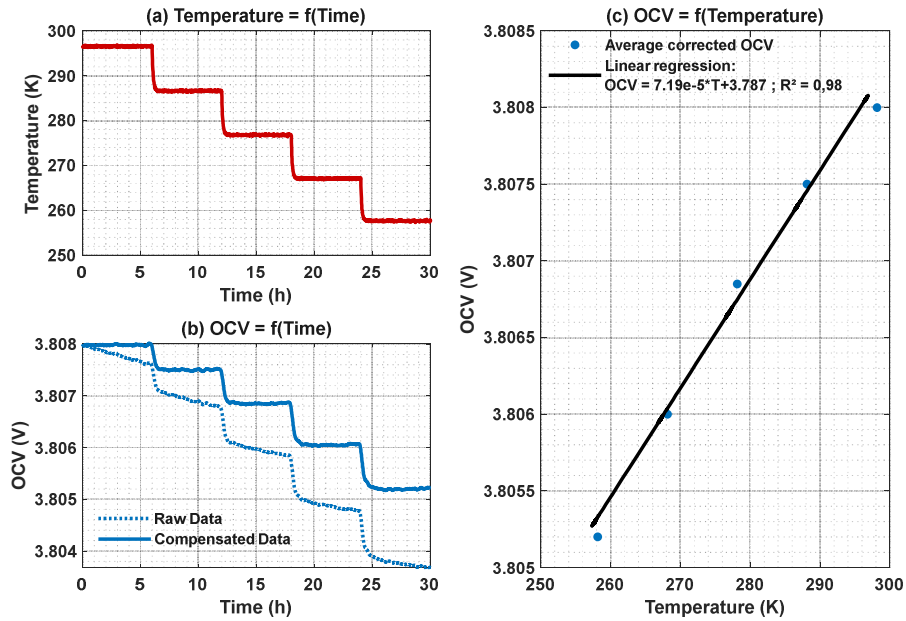 (a) Temperature = f(Time)
300
290
280
270
260
250
Temperature (K)
0 5 10 15 20 25 30
Time (h)
(b) OCV = f(Time)
3.808
3.807
3.806
3.805
3.804
OCV (V)
Raw Data
Compensated Data
0 5 10 15 20 25 30
Time (h)
(c) OCV = f(Temperature)
3.8085
3.808
3.8075
3.807
3.8065
3.806
3.8055
3.805
OCV (V)
Average corrected OCV
Linear regression:
OCV = 7.19e-5*T+3.787 ; R² = 0,98
250 260 270 280 290 300
Temperature (K)